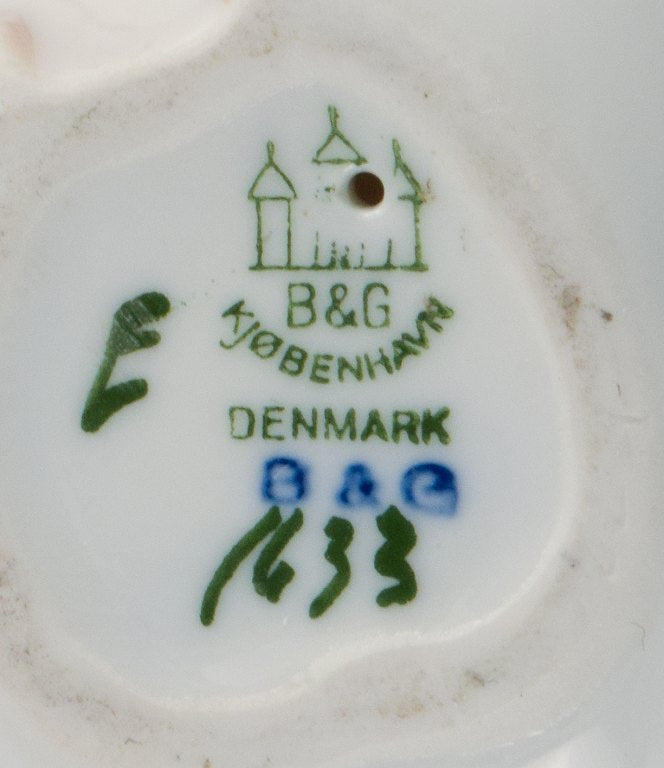 B&G
KJØBENHAVN
E
DENMARK
B & G
1633